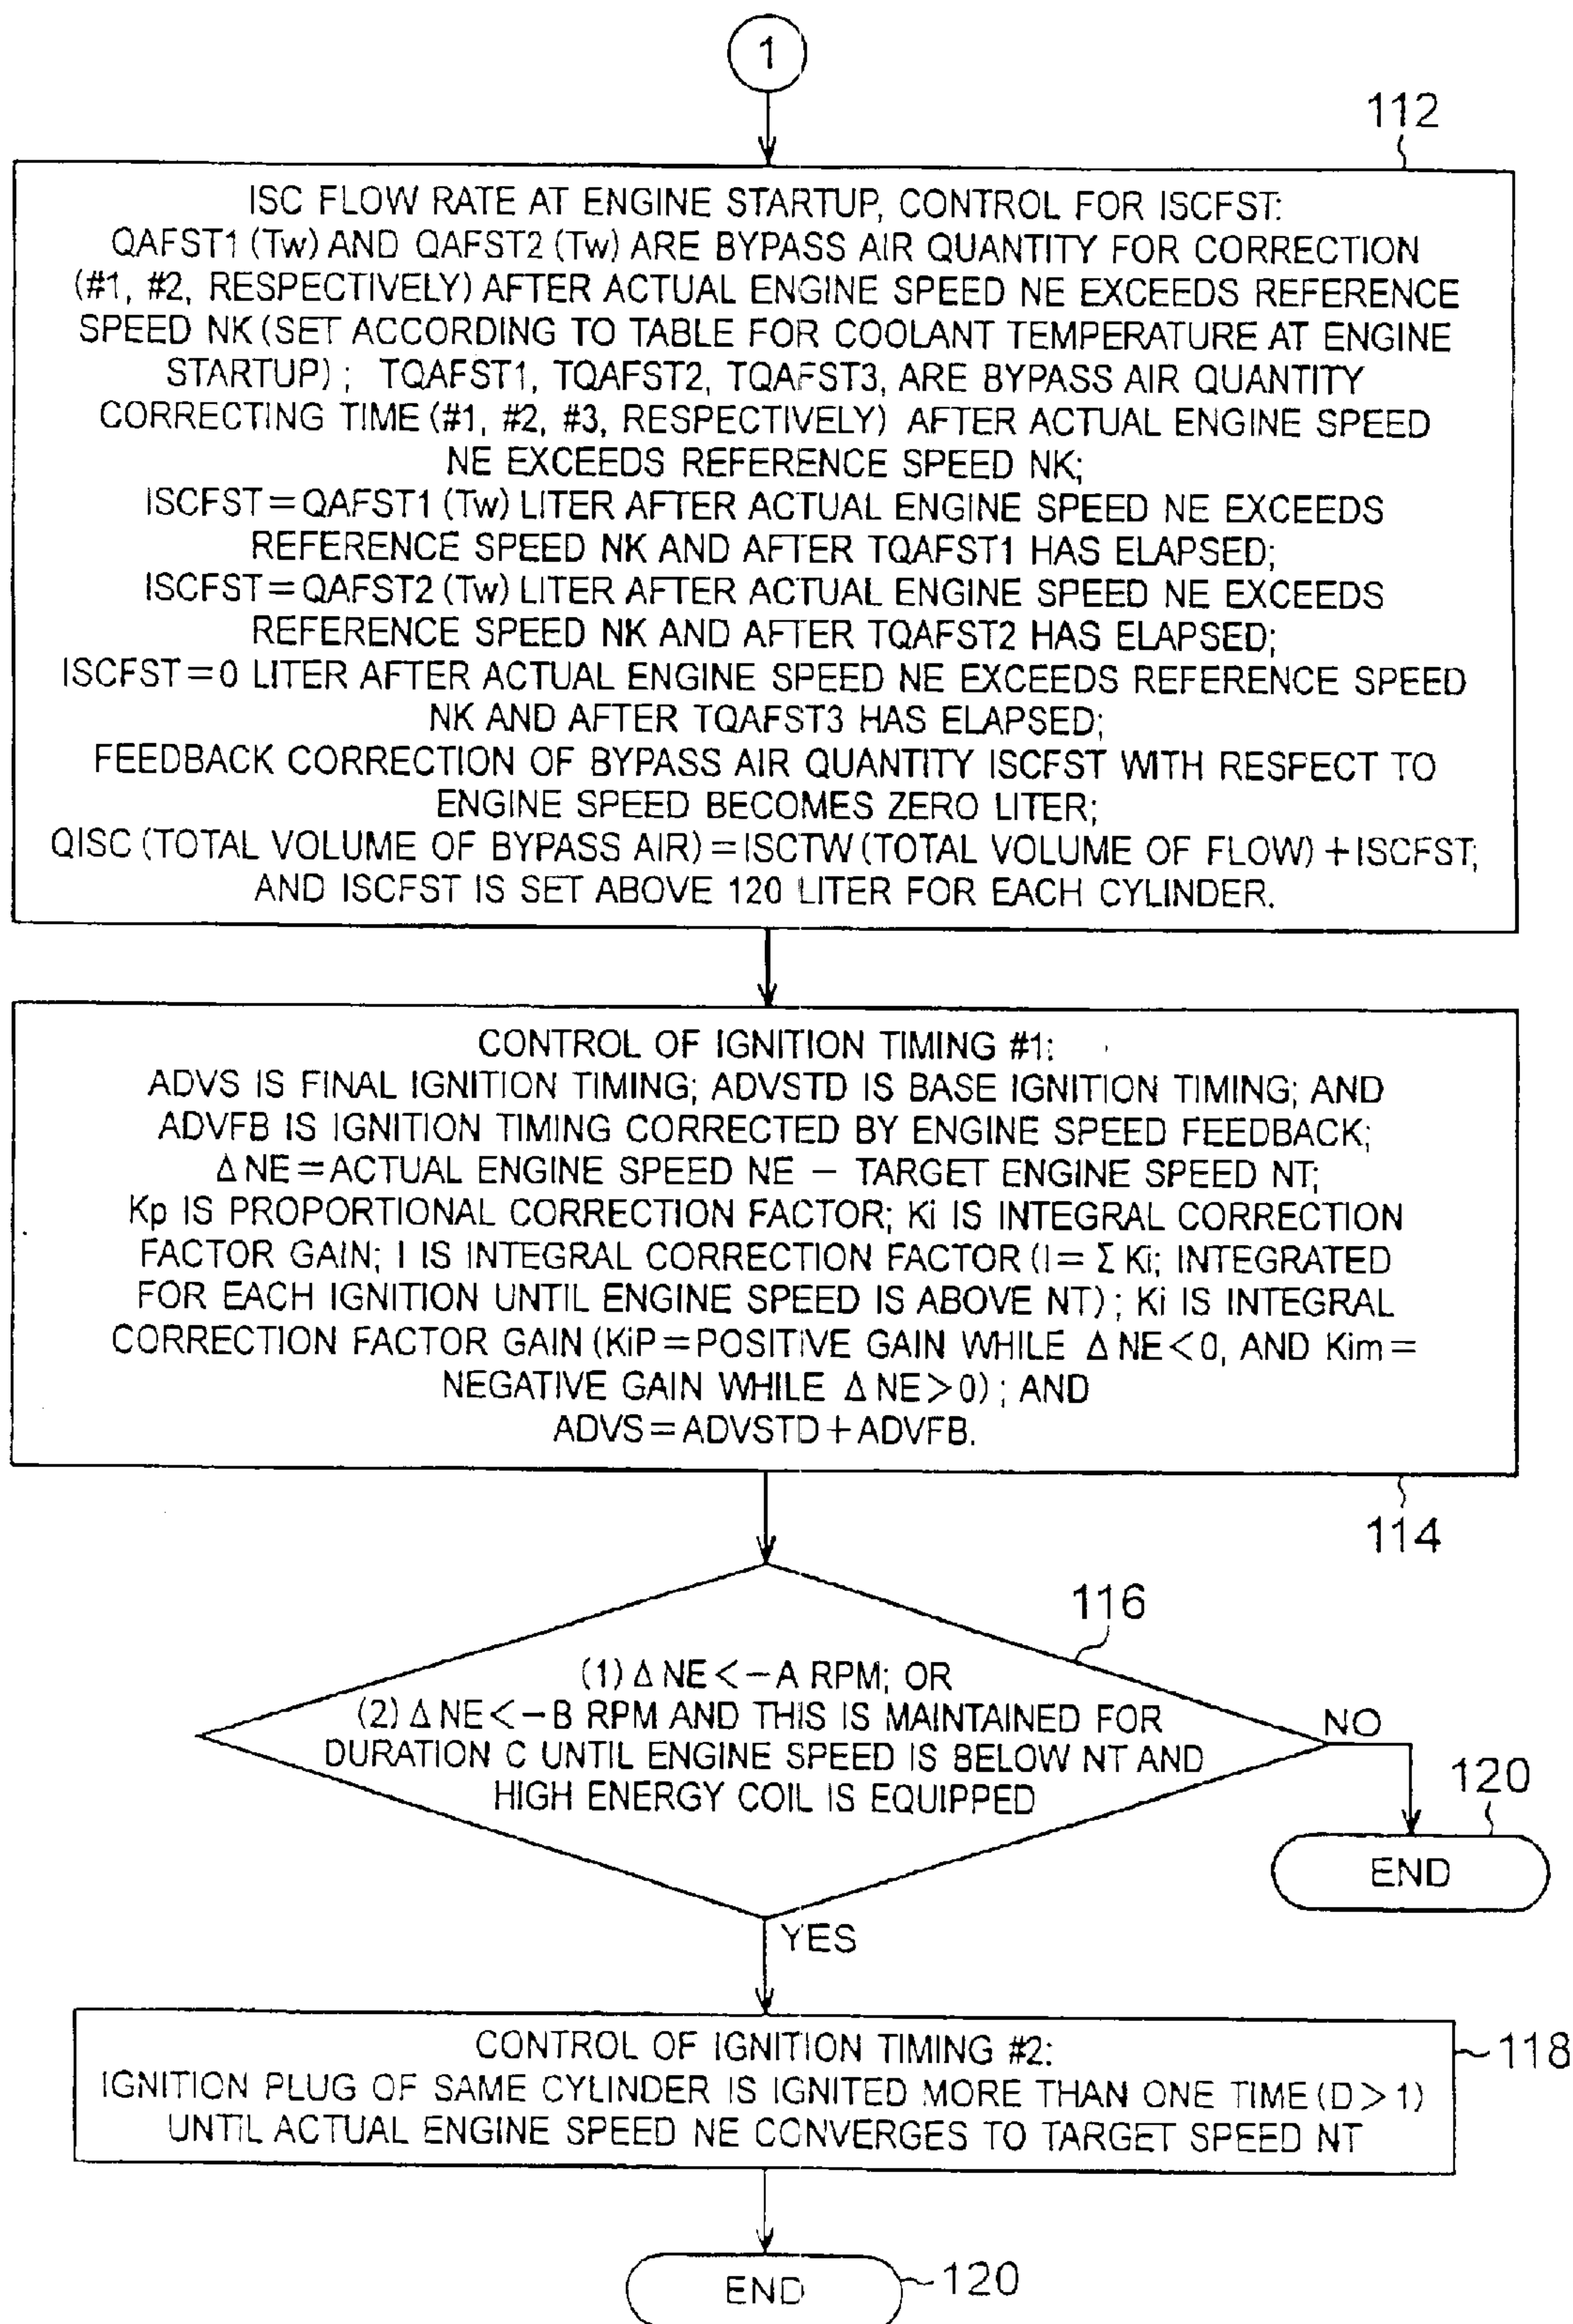 1
112
ISC FLOW RATE AT ENGINE STARTUP, CONTROL FOR ISCFST:
QAFST1 (Tw) AND QAFST2 (Tw) ARE BYPASS AIR QUANTITY FOR CORRECTION
(#1, #2, RESPECTIVELY) AFTER ACTUAL ENGINE SPEED NE EXCEEDS REFERENCE
SPEED NK (SET ACCORDING TO TABLE FOR COOLANT TEMPERATURE AT ENGINE
STARTUP) ; TQAFST1, TQAFST2, TQAFST3, ARE BYPASS AIR QUANTITY
CORRECTING TIME (#1, #2, #3, RESPECTIVELY) AFTER ACTUAL ENGINE SPEED
NE EXCEEDS REFERENCE SPEED NK;
ISCFST=QAFST1 (Tw) LITER AFTER ACTUAL ENGINE SPEED NE EXCEEDS
REFERENCE SPEED NK AND AFTER TQAFST1 HAS ELAPSED;
ISCFST=QAFST2 (Tw) LITER AFTER ACTUAL ENGINE SPEED NE EXCEEDS
REFERENCE SPEED NK AND AFTER TQAFST2 HAS ELAPSED;
ISCFST=0 LITER AFTER ACTUAL ENGINE SPEED NE EXCEEDS REFERENCE SPEED
NK AND AFTER TQAFST3 HAS ELAPSED;
FEEDBACK CORRECTION OF BYPASS AIR QUANTITY ISCFST WITH RESPECT TO
ENGINE SPEED BECOMES ZERO LITER;
QISC (TOTAL VOLUME OF BYPASS AIR) =ISCTW (TOTAL VOLUME OF FLOW) +ISCFST;
AND ISCFST IS SET ABOVE 120 LITER FOR EACH CYLINDER.
CONTROL OF IGNITION TIMING #1:
ADVS IS FINAL IGNITION TIMING; ADVSTD IS BASE IGNITION TIMING; AND
ADVFB IS IGNITION TIMING CORRECTED BY ENGINE SPEED FEEDBACK;
Δ NE=ACTUAL ENGINE SPEED NE − TARGET ENGINE SPEED NT;
Kp IS PROPORTIONAL CORRECTION FACTOR; Ki IS INTEGRAL CORRECTION
FACTOR GAIN; I IS INTEGRAL CORRECTION FACTOR (I= Σ Ki; INTEGRATED
FOR EACH IGNITION UNTIL ENGINE SPEED IS ABOVE NT) ; Ki IS INTEGRAL
CORRECTION FACTOR GAIN (KiP=POSITIVE GAIN WHILE Δ NE<0, AND Kim=
NEGATIVE GAIN WHILE Δ NE>0) ; AND
ADVS=ADVSTD+ADVFB.
114
116
(1) Δ NE<−A RPM; OR
(2) Δ NE<−B RPM AND THIS IS MAINTAINED FOR
DURATION C UNTIL ENGINE SPEED IS BELOW NT AND
HIGH ENERGY COIL IS EQUIPPED
NO
120
END
YES
CONTROL OF IGNITION TIMING #2:
IGNITION PLUG OF SAME CYLINDER IS IGNITED MORE THAN ONE TIME (D>1)
UNTIL ACTUAL ENGINE SPEED NE CONVERGES TO TARGET SPEED NT
118
END
120